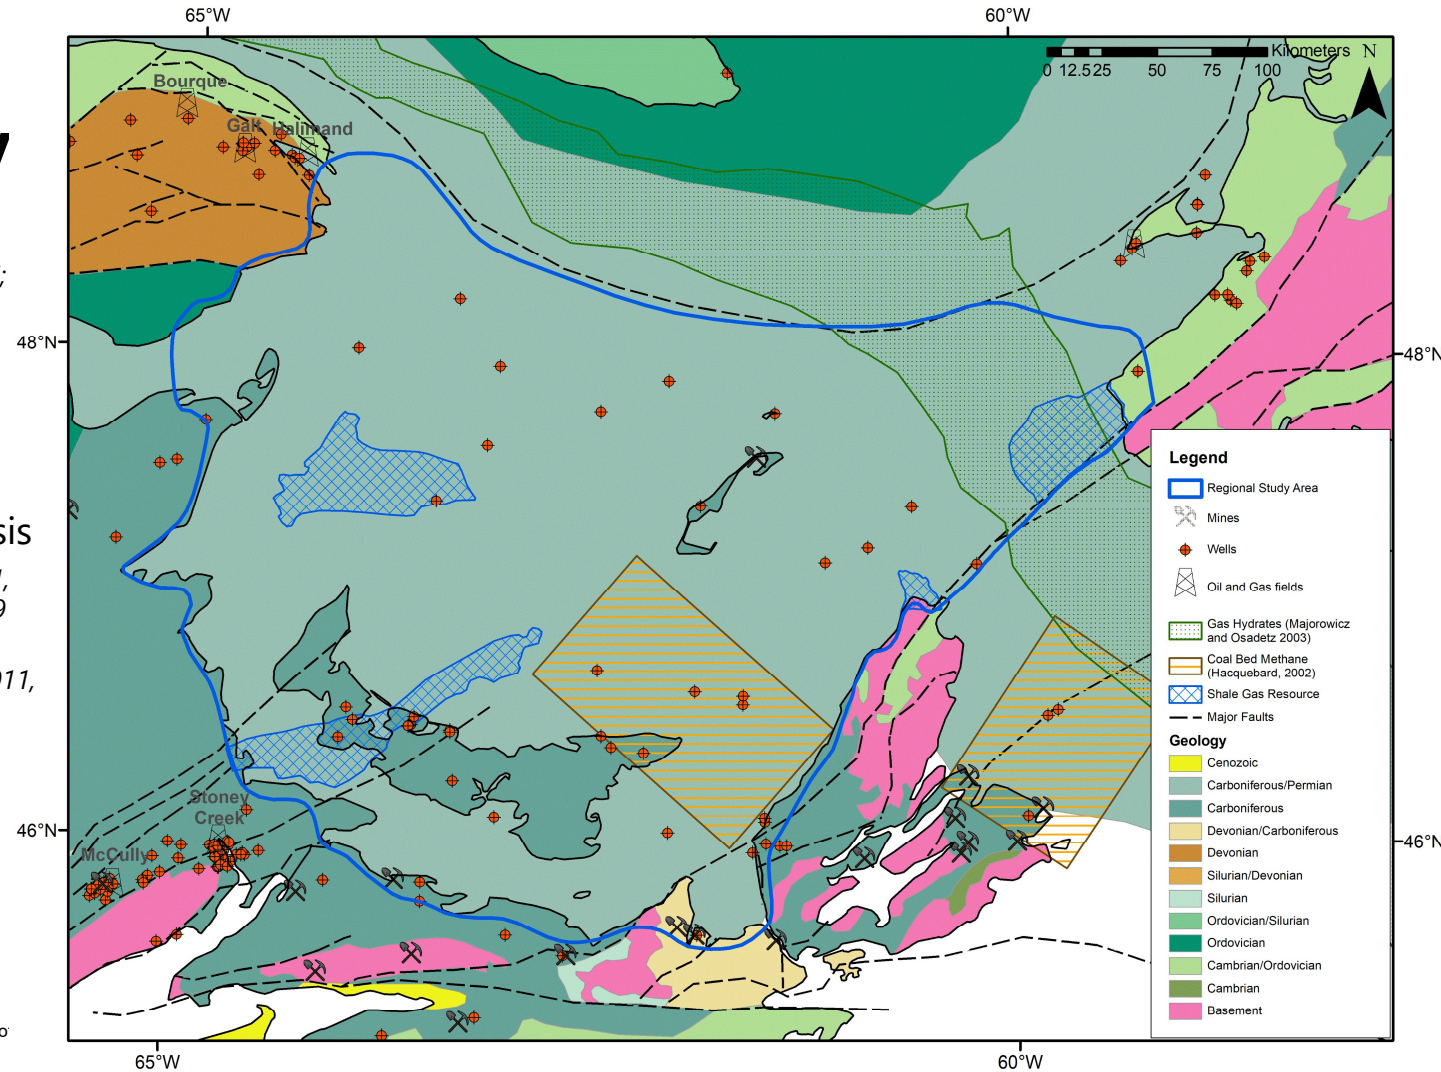 65°W 60°W
Kilometers N
0 12.525 50 75 100
Bourque
Galt Halimand
48°N 48°N
sis
9
011,
Stoney
Creek
McCully
46°N 46°N
Legend
Regional Study Area
Mines
Wells
Oil and Gas fields
Gas Hydrates (Majorowicz
and Osadetz 2003)
Coal Bed Methane
(Hacquebard, 2002)
Shale Gas Resource
Major Faults
Geology
Cenozoic
Carboniferous/Permian
Carboniferous
Devonian/Carboniferous
Devonian
Silurian/Devonian
Silurian
Ordovician/Silurian
Ordovician
Cambrian/Ordovician
Cambrian
Basement
65°W 60°W